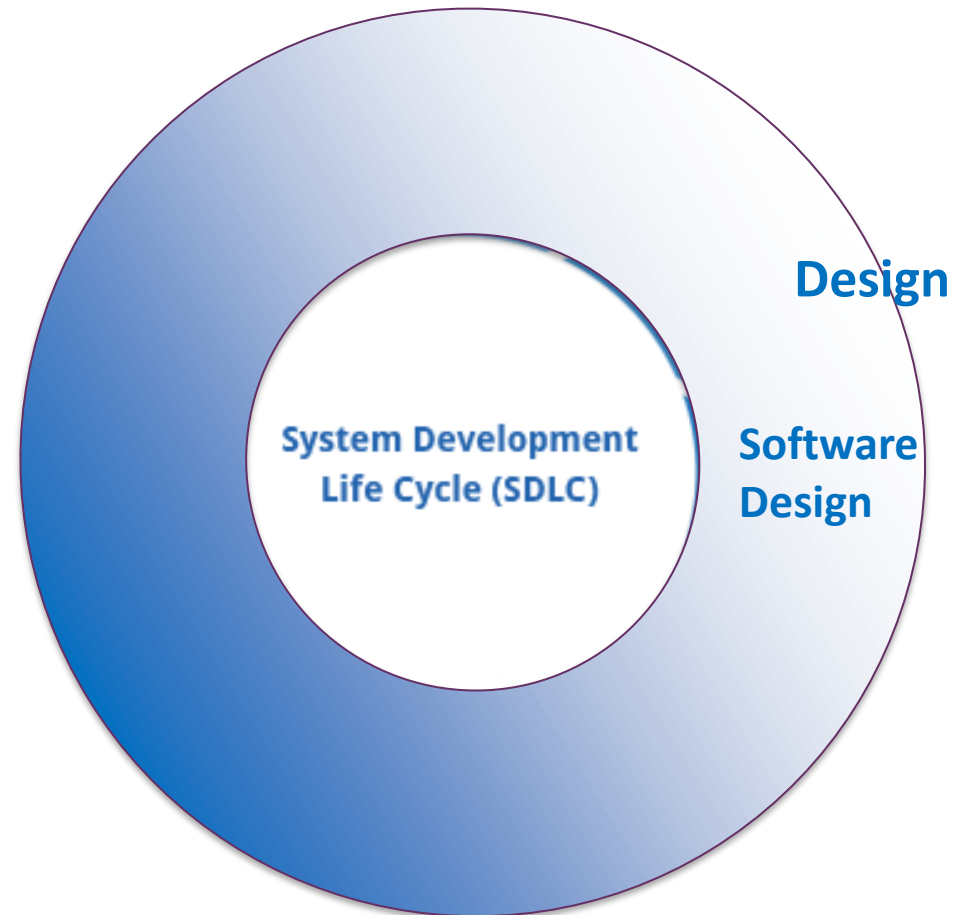 Design
System Development
Life Cycle (SDLC)
Software
Design